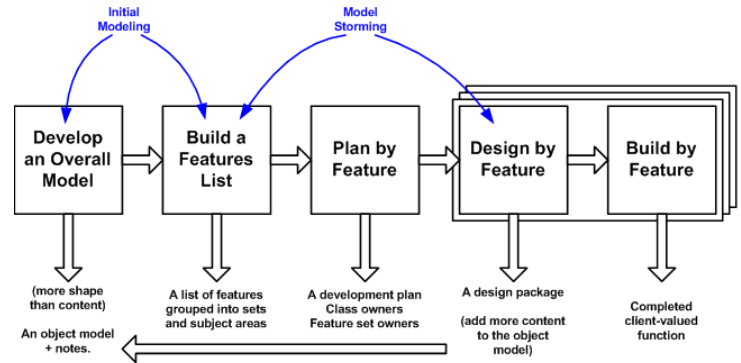 Initial
Modeling
Model
Storming
Develop
an Overall
Model
Build a
Features
List
Plan by
Feature
Design by
Feature
Build by
Feature
(more shape
than content)
An object model
+ notes.
A list of features
grouped into sets
and subject areas
A development plan
Class owners
Feature set owners
A design package
(add more content
to the object
model)
Completed
client-valued
function